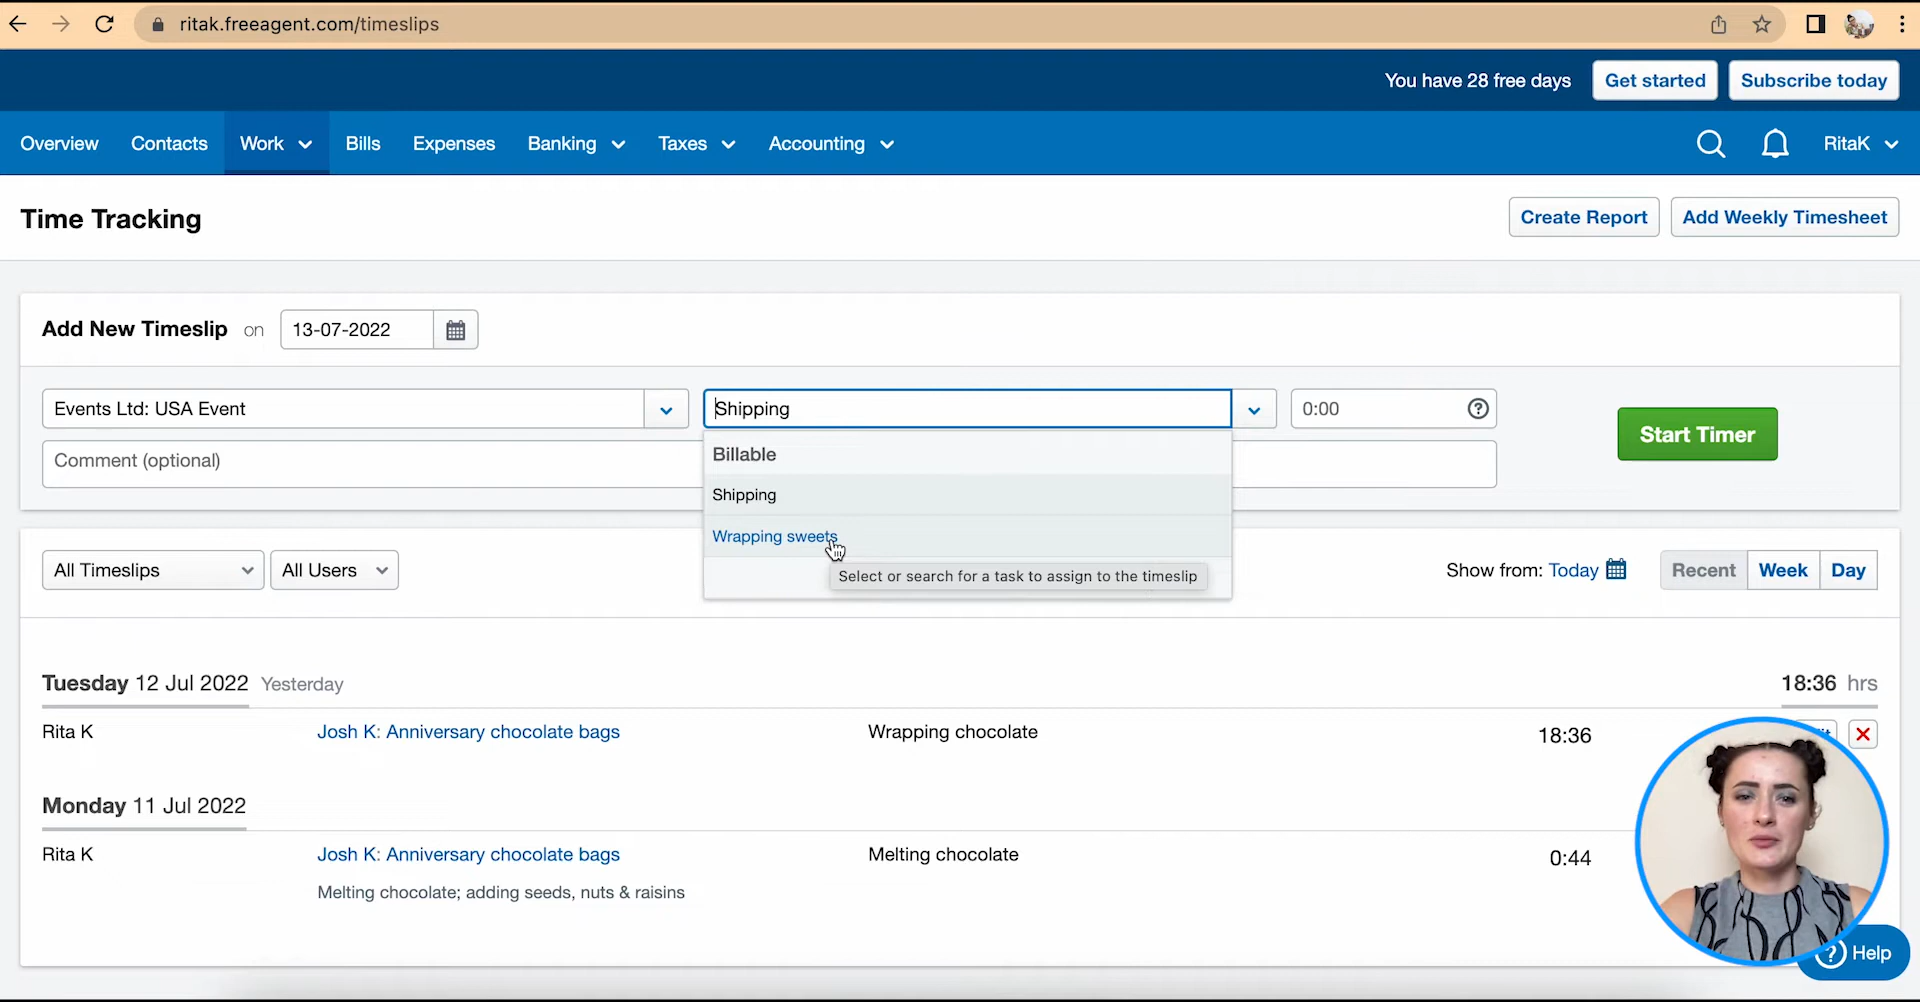 ritak.freeagent.com/timeslips
You have 28 free days
Get started
Subscribe today
Overview
Contacts
Work
Bills
Expenses
Banking
Taxes
Accounting
RitaK
Time Tracking
Create Report
Add Weekly Timesheet
Add New Timeslip on
13-07-2022
Events Ltd: USA Event
Shipping
0:00
Start Timer
Comment (optional)
Billable
Shipping
Wrapping sweets
Select or search for a task to assign to the timeslip
All Timeslips
All Users
Show from: Today
Recent
Week
Day
Tuesday 12 Jul 2022 Yesterday
18:36 hrs
Rita K
Josh K: Anniversary chocolate bags
Wrapping chocolate
18:36
Monday 11 Jul 2022
Rita K
Josh K: Anniversary chocolate bags
Melting chocolate
0:44
Melting chocolate; adding seeds, nuts & raisins
Help